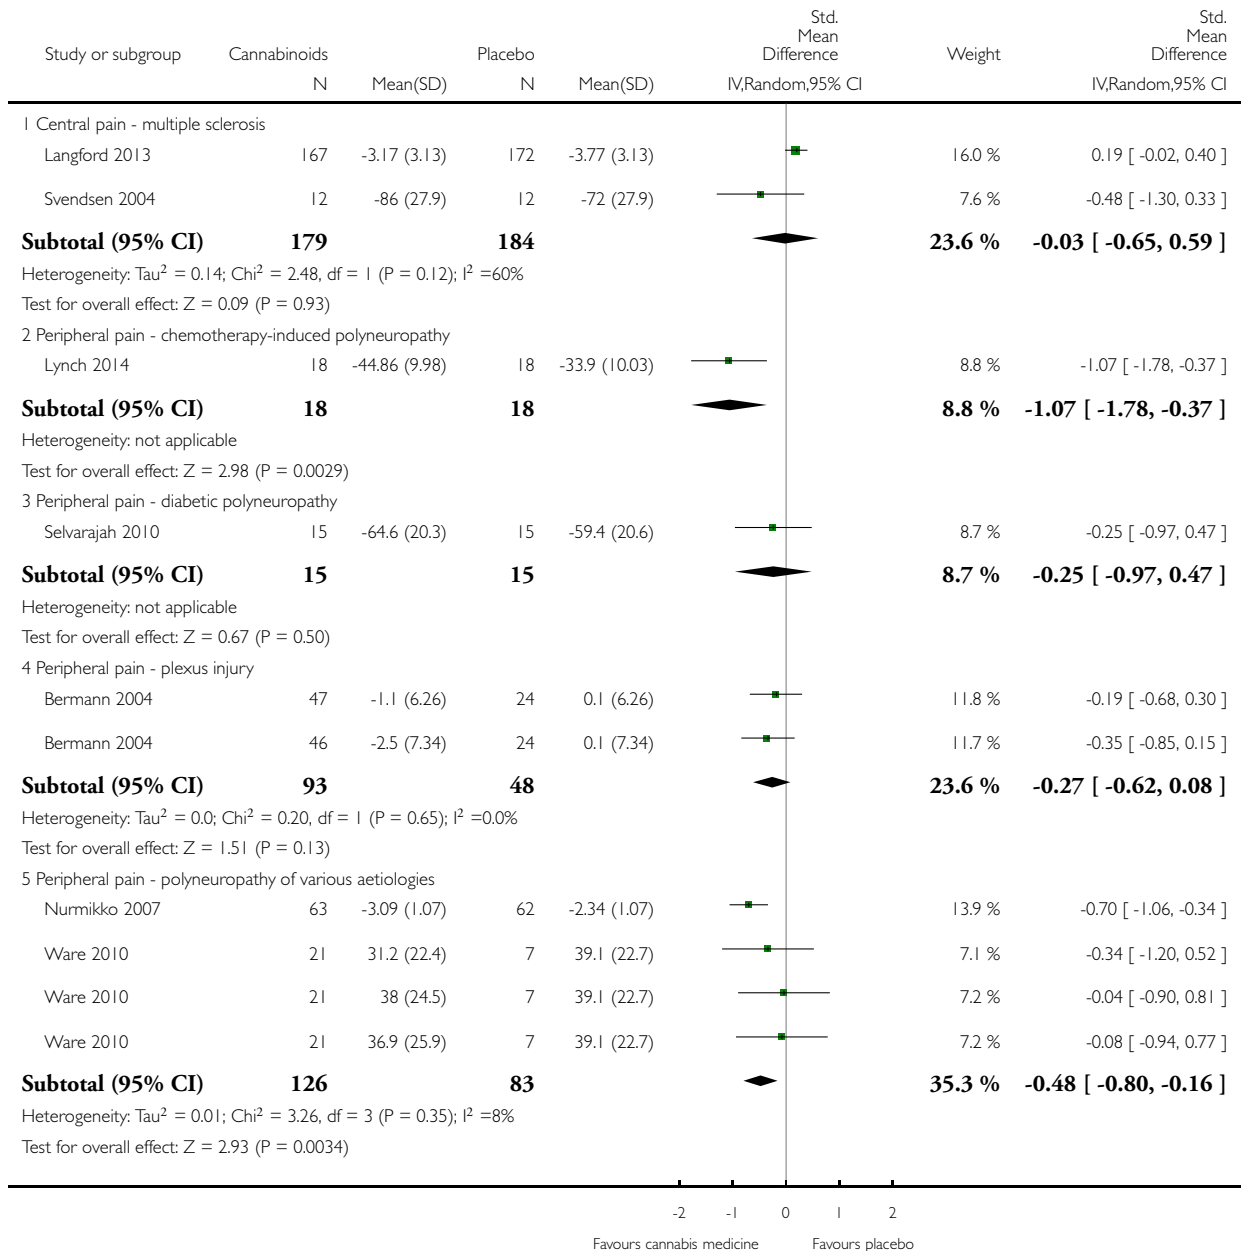 Std. Mean Difference Std. Mean Difference
Study or subgroup Cannabinoids Placebo Weight
N Mean(SD) N Mean(SD) IV,Random,95% CI IV,Random,95% CI
1 Central pain - multiple sclerosis
Langford 2013 167 -3.17 (3.13) 172 -3.77 (3.13) 16.0 % 0.19 [ -0.02, 0.40 ]
Svendsen 2004 12 -86 (27.9) 12 -72 (27.9) 7.6 % -0.48 [ -1.30, 0.33 ]
Subtotal (95% CI) 179 184 23.6 % -0.03 [ -0.65, 0.59 ]
Heterogeneity: Tau² = 0.14; Chi² = 2.48, df = 1 (P = 0.12); I² =60%
Test for overall effect: Z = 0.09 (P = 0.93)
2 Peripheral pain - chemotherapy-induced polyneuropathy
Lynch 2014 18 -44.86 (9.98) 18 -33.9 (10.03) 8.8 % -1.07 [ -1.78, -0.37 ]
Subtotal (95% CI) 18 18 8.8 % -1.07 [ -1.78, -0.37 ]
Heterogeneity: not applicable
Test for overall effect: Z = 2.98 (P = 0.0029)
3 Peripheral pain - diabetic polyneuropathy
Selvarajah 2010 15 -64.6 (20.3) 15 -59.4 (20.6) 8.7 % -0.25 [ -0.97, 0.47 ]
Subtotal (95% CI) 15 15 8.7 % -0.25 [ -0.97, 0.47 ]
Heterogeneity: not applicable
Test for overall effect: Z = 0.67 (P = 0.50)
4 Peripheral pain - plexus injury
Bermann 2004 47 -1.1 (6.26) 24 0.1 (6.26) 11.8 % -0.19 [ -0.68, 0.30 ]
Bermann 2004 46 -2.5 (7.34) 24 0.1 (7.34) 11.7 % -0.35 [ -0.85, 0.15 ]
Subtotal (95% CI) 93 48 23.6 % -0.27 [ -0.62, 0.08 ]
Heterogeneity: Tau² = 0.0; Chi² = 0.20, df = 1 (P = 0.65); I² =0.0%
Test for overall effect: Z = 1.51 (P = 0.13)
5 Peripheral pain - polyneuropathy of various aetiologies
Nurmikko 2007 63 -3.09 (1.07) 62 -2.34 (1.07) 13.9 % -0.70 [ -1.06, -0.34 ]
Ware 2010 21 31.2 (22.4) 7 39.1 (22.7) 7.1 % -0.34 [ -1.20, 0.52 ]
Ware 2010 21 38 (24.5) 7 39.1 (22.7) 7.2 % -0.04 [ -0.90, 0.81 ]
Ware 2010 21 36.9 (25.9) 7 39.1 (22.7) 7.2 % -0.08 [ -0.94, 0.77 ]
Subtotal (95% CI) 126 83 35.3 % -0.48 [ -0.80, -0.16 ]
Heterogeneity: Tau² = 0.01; Chi² = 3.26, df = 3 (P = 0.35); I² =8%
Test for overall effect: Z = 2.93 (P = 0.0034)
-2 -1 0 1 2
Favours cannabis medicine Favours placebo